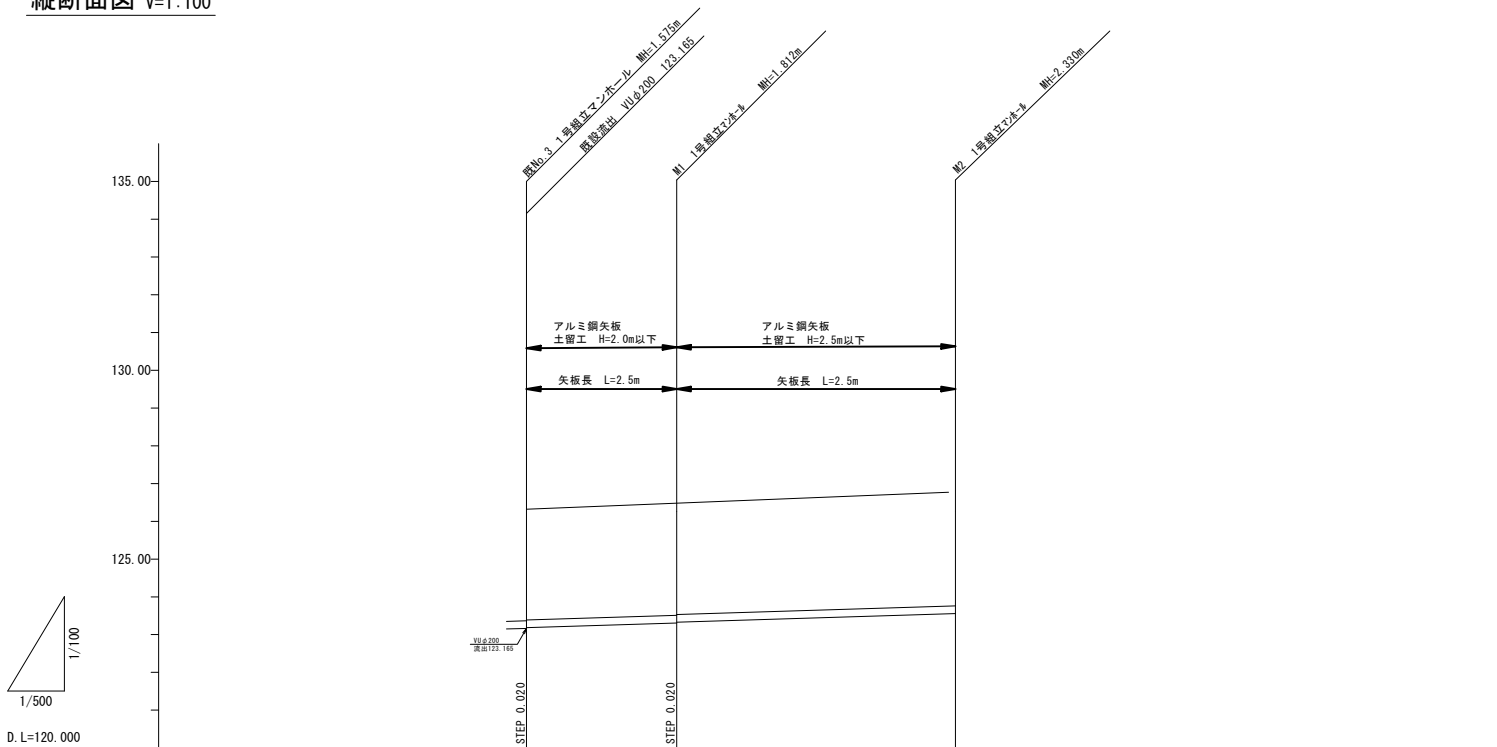 縦断面図 V=1:100
既No.3 1号組立マンホール MH=1.575m
既設流出 VUφ200 123.165
M1 1号組立マンホール MH=1.812m
M2 1号組立マンホール MH=2.330m
135.00
アルミ鋼矢板
土留工 H=2.0m以下
アルミ鋼矢板
土留工 H=2.5m以下
130.00
矢板長 L=2.5m
矢板長 L=2.5m
125.00
VUφ200
流出123.165
1/100
1/500
STEP 0.020
STEP 0.020
D.L=120.000